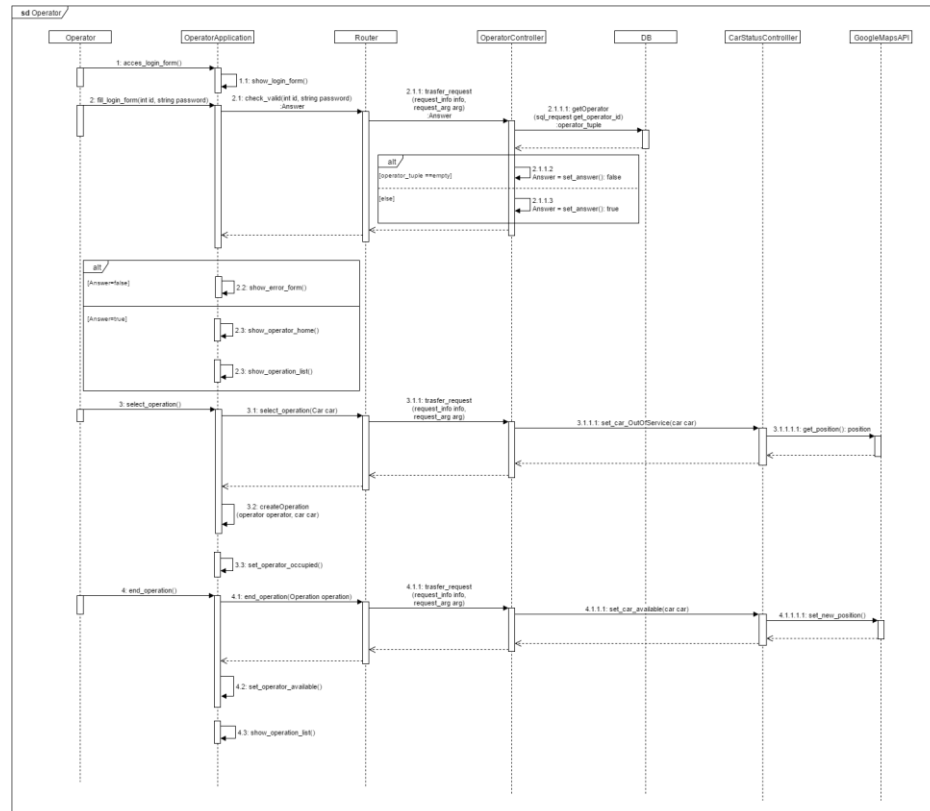 sd Operator
Operator
OperatorApplication
Router
OperatorController
DB
CarStatusControlller
GoogleMapsAPI
1: acces_login_form()
1.1: show_login_form()
2: fill_login_form(int id, string password)
2.1: check_valid(int id, string password)
:Answer
2.1.1: trasfer_request
(request_info info,
request_arg arg)
:Answer
2.1.1.1: getOperator
(sql_request get_operator_id)
:operator_tuple
alt
[operator_tuple ==empty]
2.1.1.2
Answer = set_answer(): false
[else]
2.1.1.3
Answer = set_answer(): true
alt
[Answer=false]
2.2: show_error_form()
[Answer=true]
2.3: show_operator_home()
2.3: show_operation_list()
3: select_operation()
3.1: select_operation(Car car)
3.1.1: trasfer_request
(request_info info,
request_arg arg)
3.1.1.1: set_car_OutOfService(car car)
3.1.1.1.1: get_position(): position
3.2: createOperation
(operator operator, car car)
3.3: set_operator_occupied()
4: end_operation()
4.1: end_operation(Operation operation)
4.1.1: trasfer_request
(request_info info,
request_arg arg)
4.1.1.1: set_car_available(car car)
4.1.1.1.1: set_new_position()
4.2: set_operator_available()
4.3: show_operation_list()